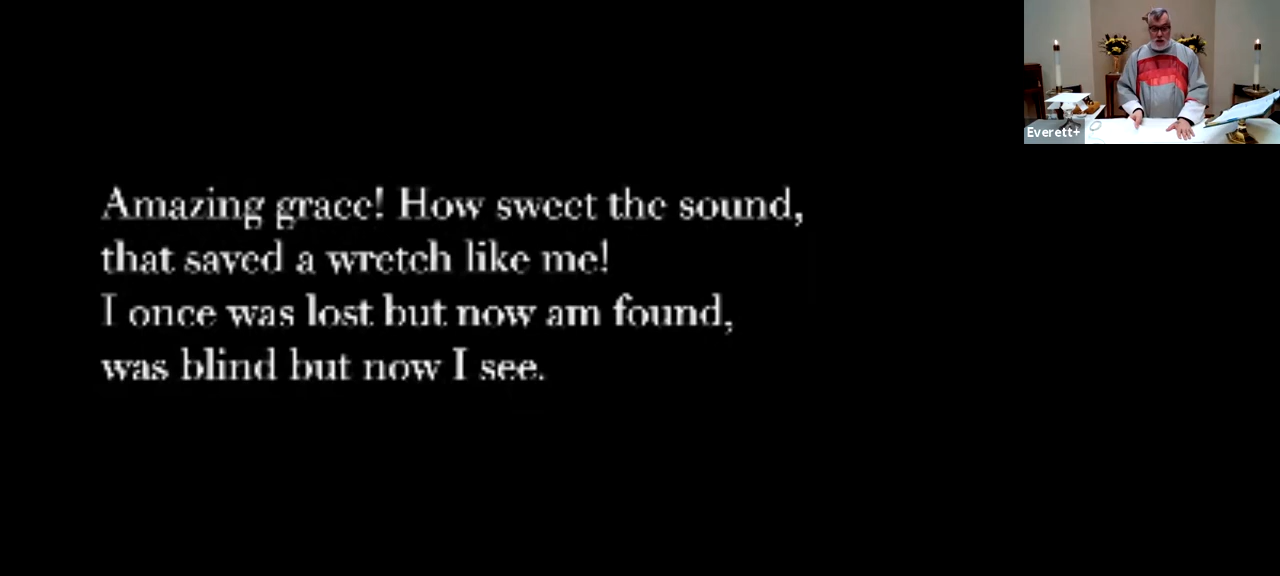 Amazing grace! How sweet the sound,
that saved a wretch like me!
I once was lost but now am found,
was blind but now I see.
Everett+